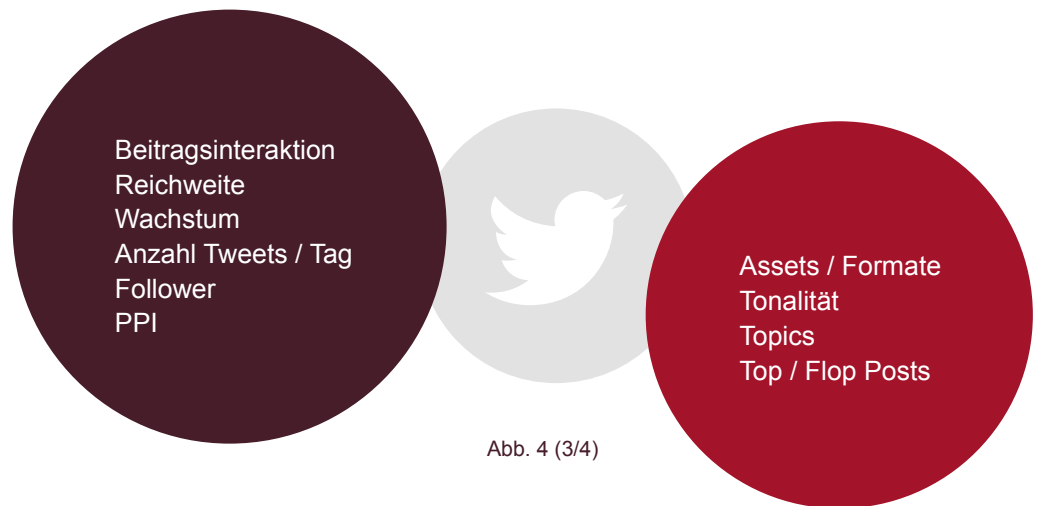 Beitragsinteraktion
Reichweite
Wachstum
Anzahl Tweets / Tag
Follower
PPI
Assets / Formate
Tonalität
Topics
Top / Flop Posts
Abb. 4 (3/4)